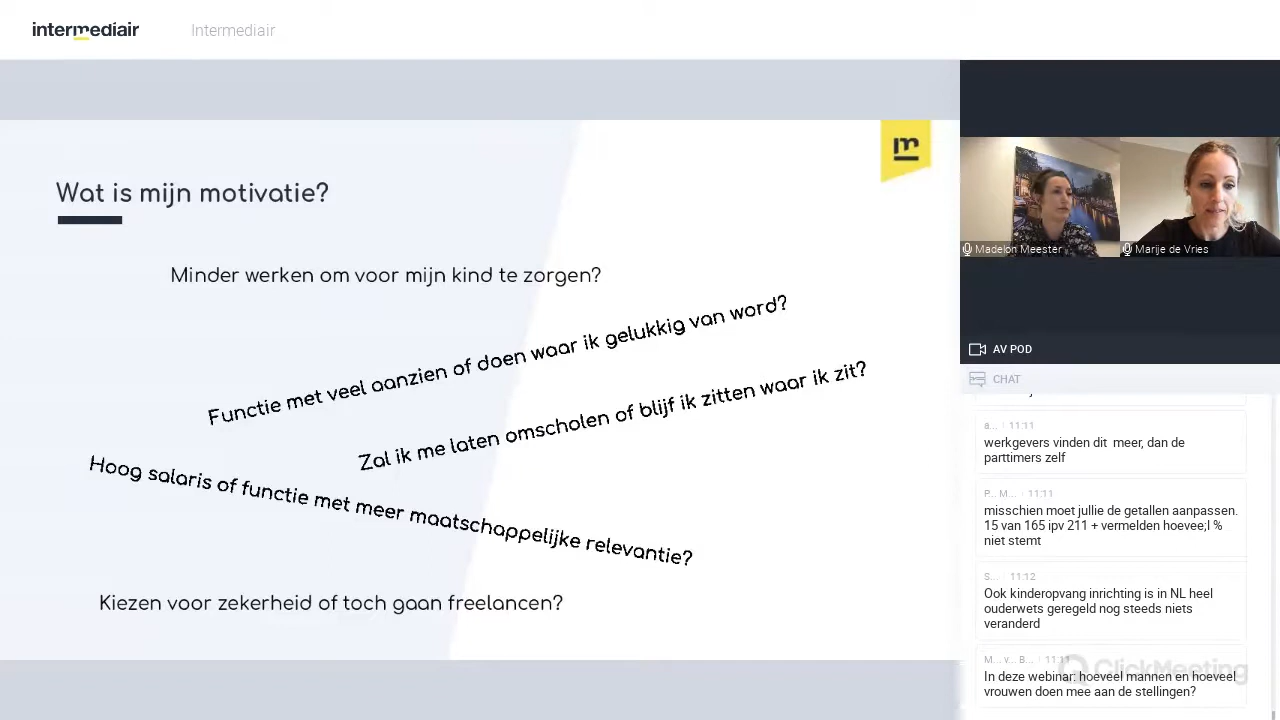 intermediair
Intermediair
Wat is mijn motivatie?
Minder werken om voor mijn kind te zorgen?
Functie met veel aanzien of doen waar ik gelukkig van word?
Zal ik me laten omscholen of blijf ik zitten waar ik zit?
Hoog salaris of functie met meer maatschappelijke relevantie?
Kiezen voor zekerheid of toch gaan freelancen?
m
Madelon Meester
Marije de Vries
AV POD
CHAT
a... 11:11
werkgevers vinden dit meer, dan de
parttimers zelf
P... M... 11:11
misschien moet jullie de getallen aanpassen.
15 van 165 ipv 211 + vermelden hoevee;l %
niet stemt
S... 11:12
Ook kinderopvang inrichting is in NL heel
ouderwets geregeld nog steeds niets
veranderd
M... v... B... 11:11
In deze webinar: hoeveel mannen en hoeveel
vrouwen doen mee aan de stellingen?
ClickMeeting